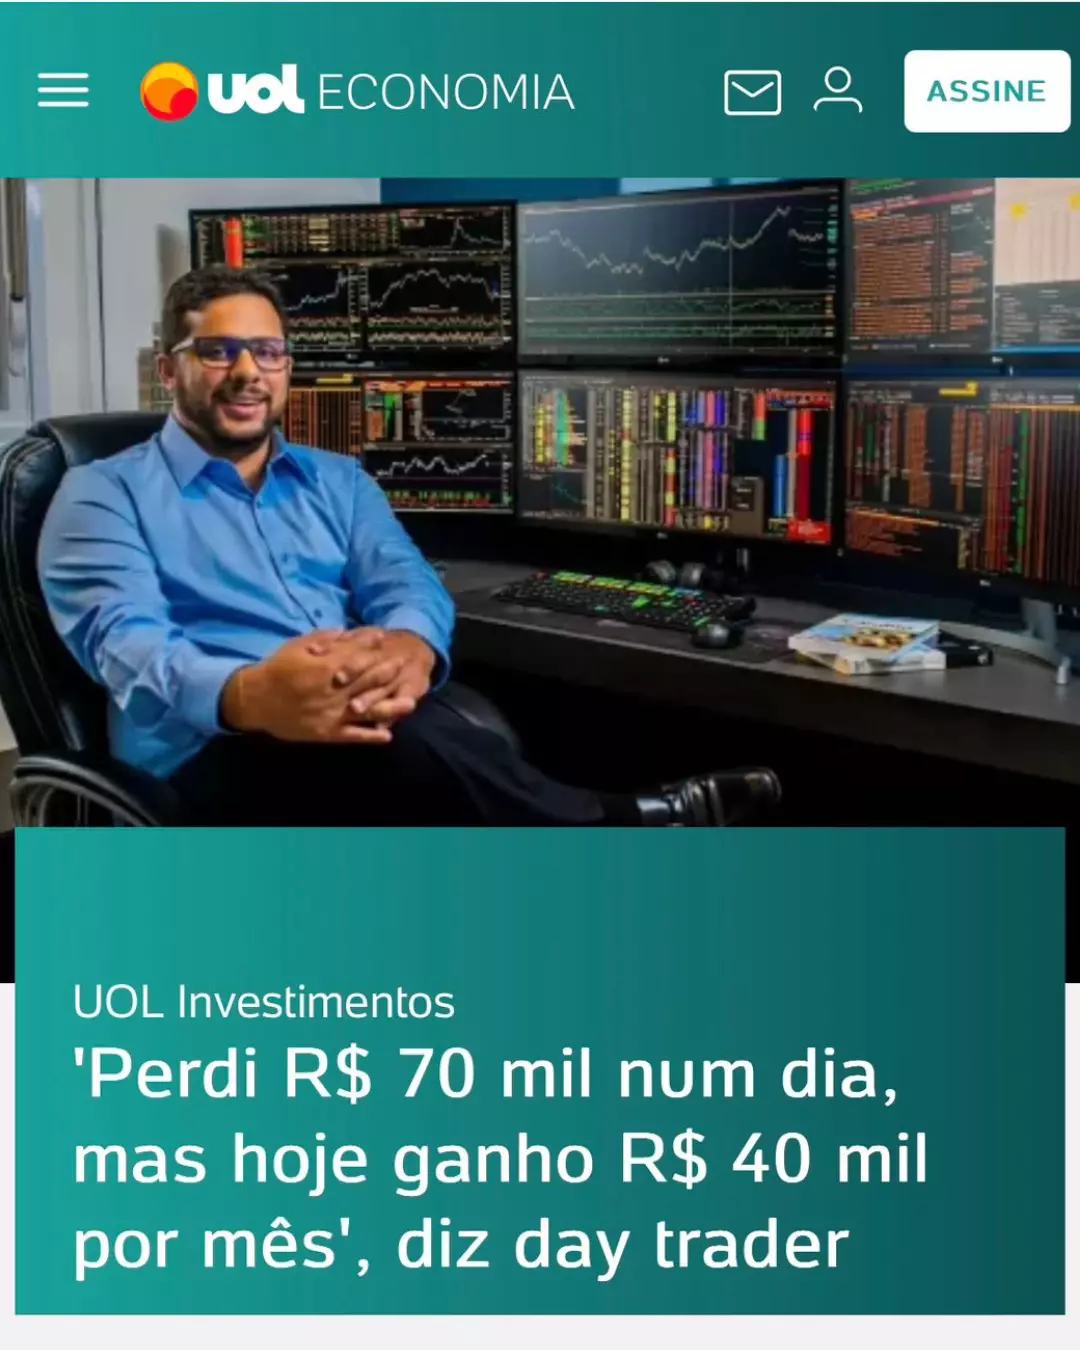 uol ECONOMIA
ASSINE
UOL Investimentos
'Perdi R$ 70 mil num dia,
mas hoje ganho R$ 40 mil
por mês', diz day trader